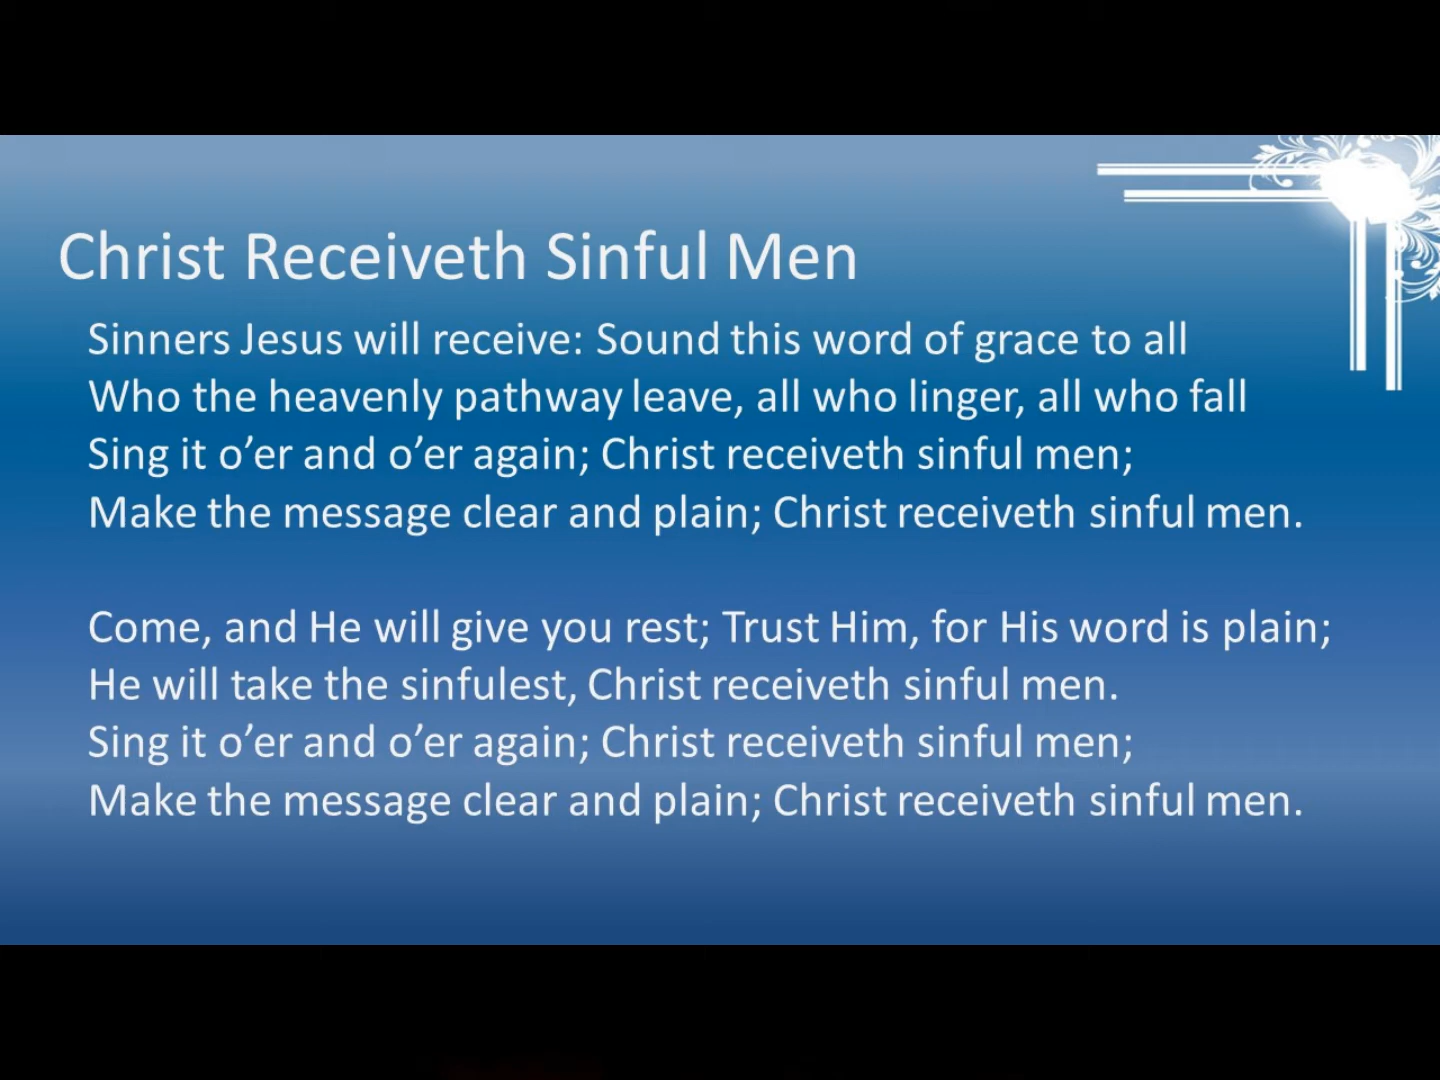 Christ Receiveth Sinful Men
Sinners Jesus will receive: Sound this word of grace to all
Who the heavenly pathway leave, all who linger, all who fall
Sing it o’er and o’er again; Christ receiveth sinful men;
Make the message clear and plain; Christ receiveth sinful men.
Come, and He will give you rest; Trust Him, for His word is plain;
He will take the sinfulest, Christ receiveth sinful men.
Sing it o’er and o’er again; Christ receiveth sinful men;
Make the message clear and plain; Christ receiveth sinful men.